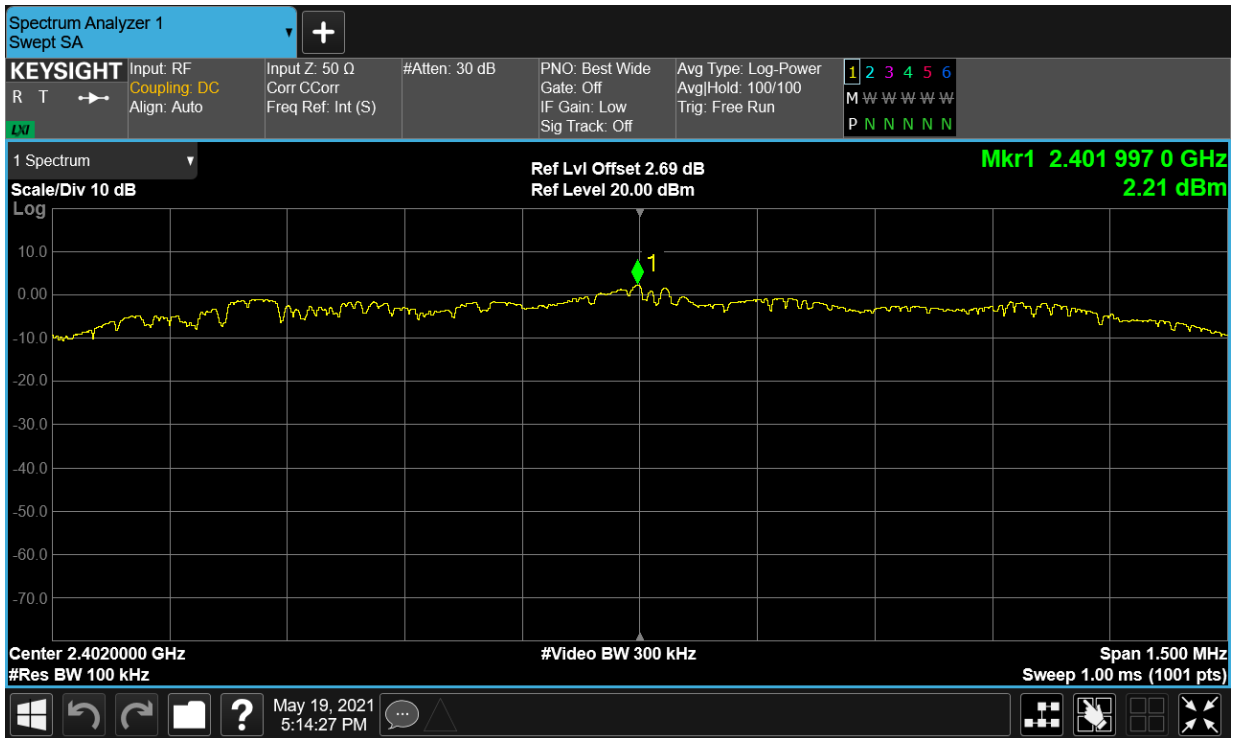 Spectrum Analyzer 1
Swept SA
KEYSIGHT
R T
LXI
Input: RF
Coupling: DC
Align: Auto
Input Z: 50 Ω
Corr CCorr
Freq Ref: Int (S)
#Atten: 30 dB
PNO: Best Wide
Gate: Off
IF Gain: Low
Sig Track: Off
Avg Type: Log-Power
Avg|Hold: 100/100
Trig: Free Run
1 2 3 4 5 6
M W W W W W
P N N N N N
1 Spectrum
Scale/Div 10 dB
Log
Ref Lvl Offset 2.69 dB
Ref Level 20.00 dBm
Mkr1 2.401 997 0 GHz
2.21 dBm
1
10.0
0.00
-10.0
-20.0
-30.0
-40.0
-50.0
-60.0
-70.0
Center 2.4020000 GHz
#Res BW 100 kHz
#Video BW 300 kHz
Span 1.500 MHz
Sweep 1.00 ms (1001 pts)
?
May 19, 2021
5:14:27 PM